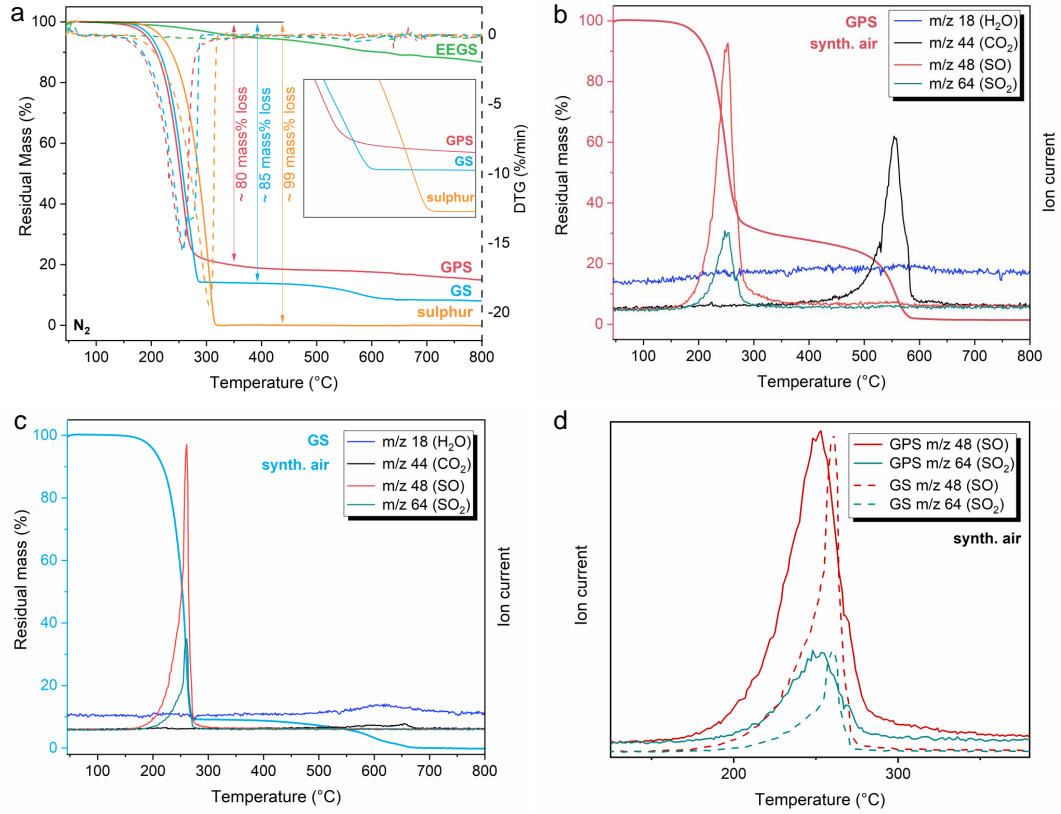 a
100
80
60
40
20
0
Residual Mass (%)
100 200 300 400 500 600 700 800
Temperature (°C)
0
-5
-10
-15
-20
DTG (%/min)
EEGS
~ 80 mass% loss
~ 85 mass% loss
~ 99 mass% loss
GPS
GS
sulphur
GPS
GS
sulphur
N₂
b
100
80
60
40
20
0
Residual mass (%)
100 200 300 400 500 600 700 800
Temperature (°C)
Ion current
GPS
synth. air
m/z 18 (H₂O)
m/z 44 (CO₂)
m/z 48 (SO)
m/z 64 (SO₂)
c
100
80
60
40
20
0
Residual mass (%)
100 200 300 400 500 600 700 800
Temperature (°C)
Ion current
GS
synth. air
m/z 18 (H₂O)
m/z 44 (CO₂)
m/z 48 (SO)
m/z 64 (SO₂)
d
Ion current
200 300
Temperature (°C)
GPS m/z 48 (SO)
GPS m/z 64 (SO₂)
GS m/z 48 (SO)
GS m/z 64 (SO₂)
synth. air